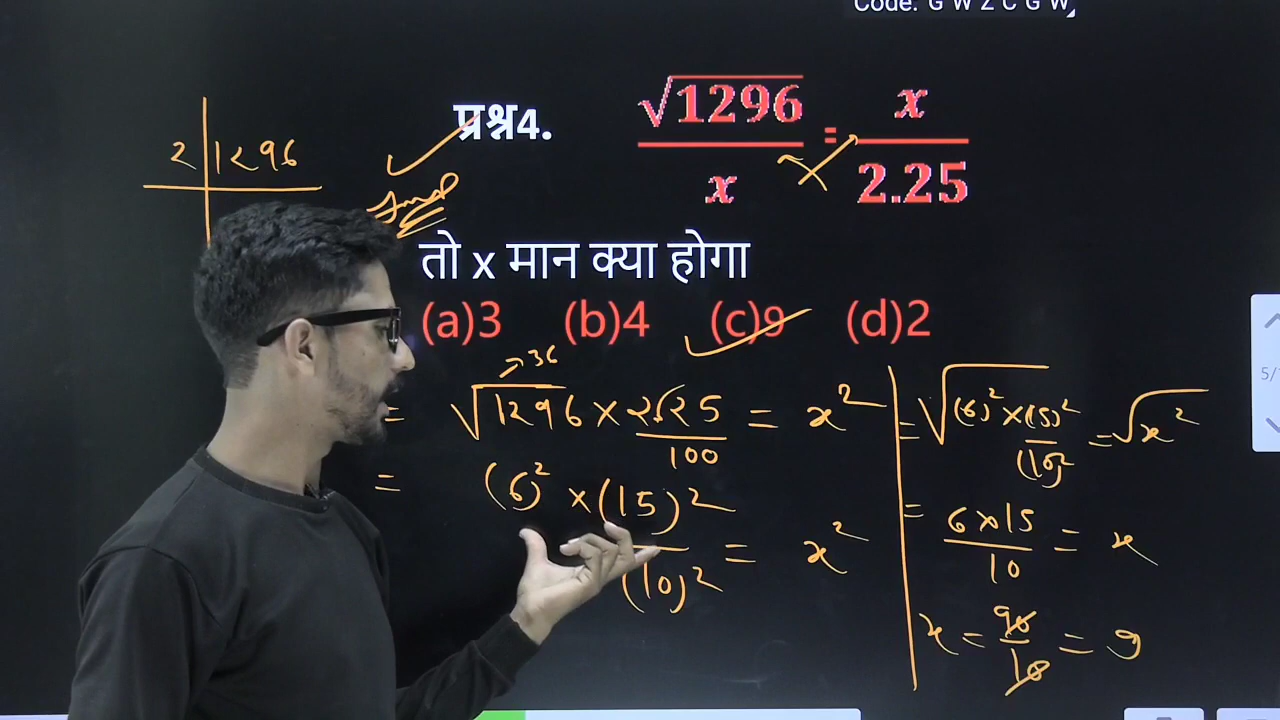 Code: G W Z C G W
प्रश्न4. √1296 / x = x / 2.25
2 | 1296
तो x मान क्या होगा
(a)3 (b)4 (c)9 (d)2
→ 36
= √1296 × 225 / 100 = x²
= (6)² × (15)² / (10)² = x²
= √(6)² × (15)² / (10)² = √x²
= 6 × 15 / 10 = x
x = 90 / 10 = 9
5/